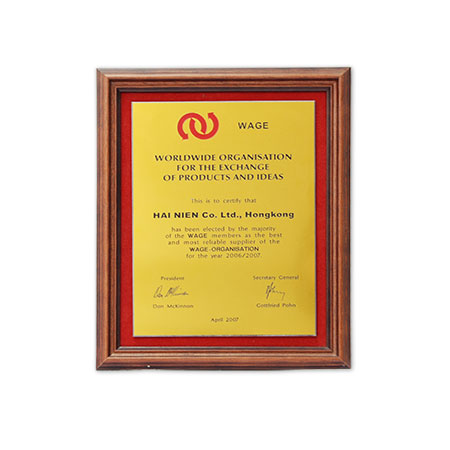 WAGE
WORLDWIDE ORGANISATION
FOR THE EXCHANGE
OF PRODUCTS AND IDEAS
This is to certify that
HAI NIEN Co. Ltd., Hongkong
has been elected by the majority
of the WAGE members as the best
and most reliable supplier of the
WAGE-ORGANISATION
for the year 2006/2007.
President Secretary General
Don McKinnon Gottfried Pohn
April 2007